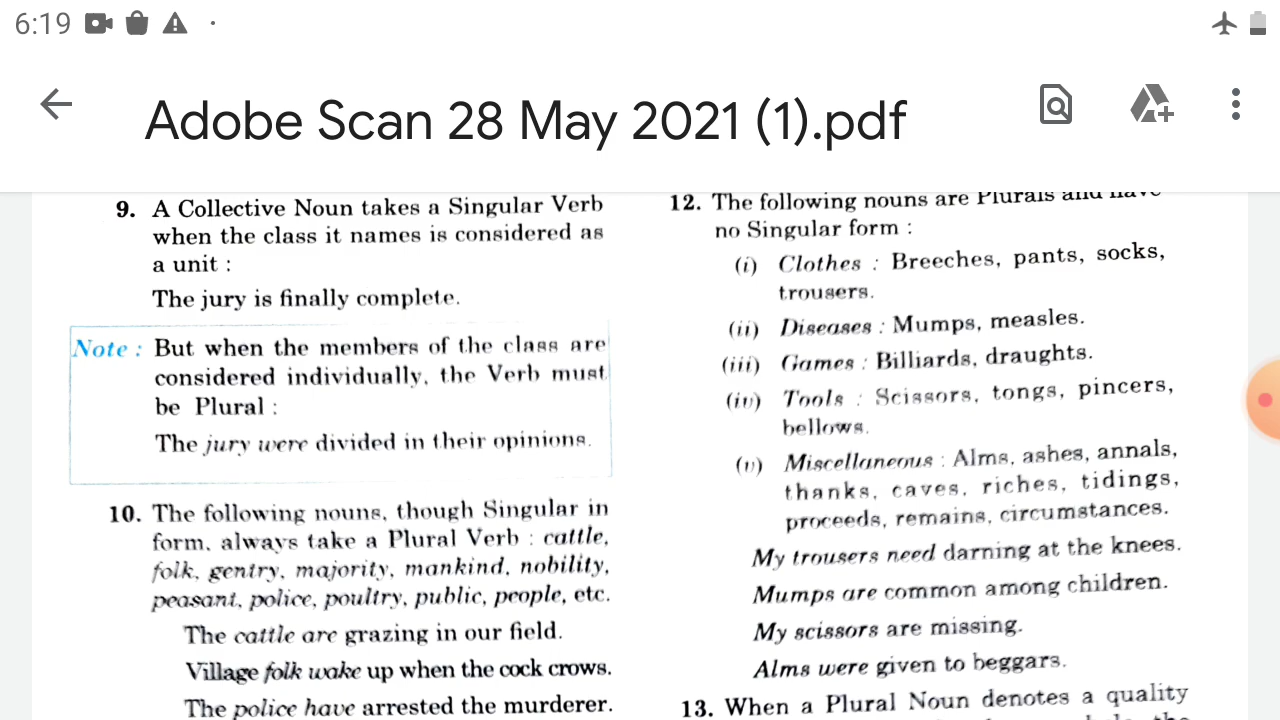 6:19
Adobe Scan 28 May 2021 (1).pdf
9. A Collective Noun takes a Singular Verb
when the class it names is considered as
a unit :
The jury is finally complete.
Note : But when the members of the class are
considered individually, the Verb must
be Plural :
The jury were divided in their opinions.
10. The following nouns, though Singular in
form, always take a Plural Verb : cattle,
folk, gentry, majority, mankind, nobility,
peasant, police, poultry, public, people, etc.
The cattle are grazing in our field.
Village folk wake up when the cock crows.
The police have arrested the murderer.
12. The following nouns are Plurals and have
no Singular form :
(i) Clothes : Breeches, pants, socks,
trousers.
(ii) Diseases : Mumps, measles.
(iii) Games : Billiards, draughts.
(iv) Tools : Scissors, tongs, pincers,
bellows.
(v) Miscellaneous : Alms, ashes, annals,
thanks, caves, riches, tidings,
proceeds, remains, circumstances.
My trousers need darning at the knees.
Mumps are common among children.
My scissors are missing.
Alms were given to beggars.
13. When a Plural Noun denotes a quality
the